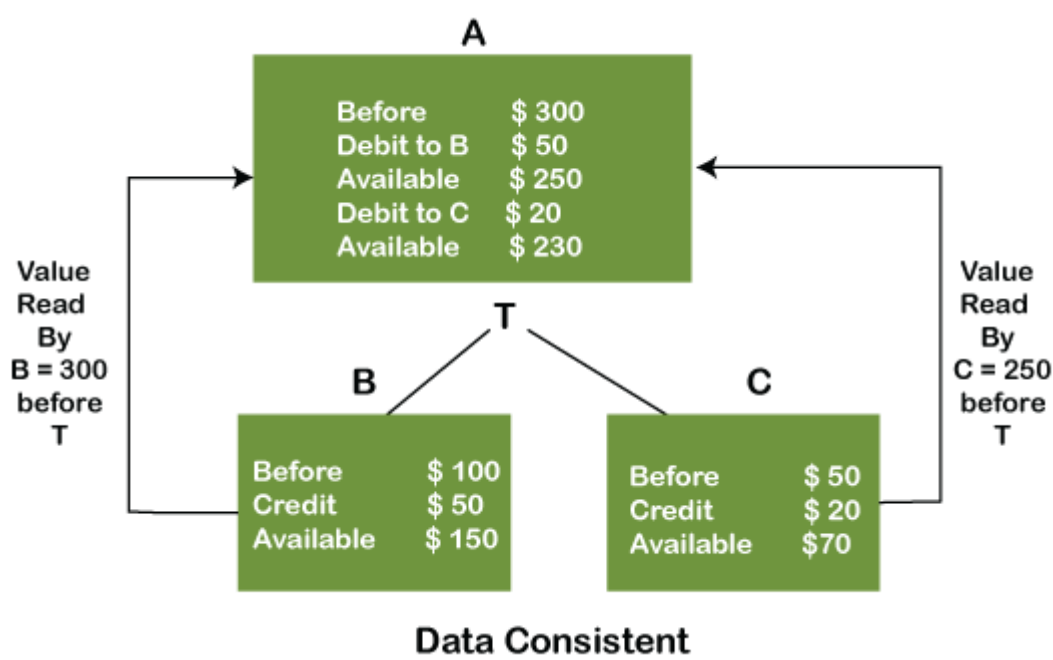 A
Before $ 300
Debit to B $ 50
Available $ 250
Debit to C $ 20
Available $ 230
Value
Read
By
B = 300
before
T
Value
Read
By
C = 250
before
T
T
B
Before $ 100
Credit $ 50
Available $ 150
C
Before $ 50
Credit $ 20
Available $70
Data Consistent